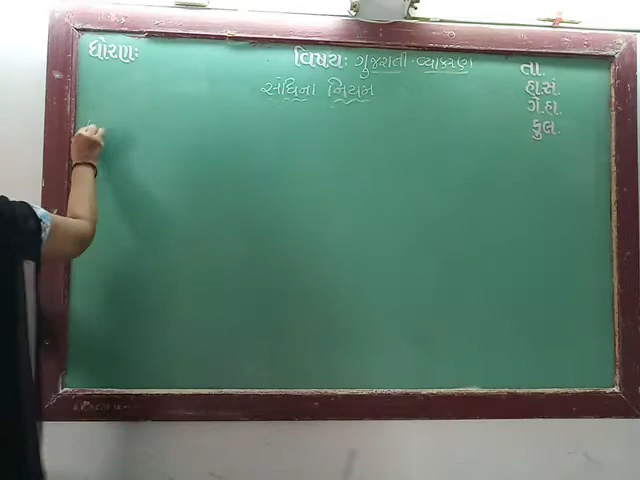 ધોરણઃ
વિષયઃ ગુજરાતી-વ્યાકરણ
સંધિના નિયમ
તા.
હા.સં.
ગે.હા.
કુલ.